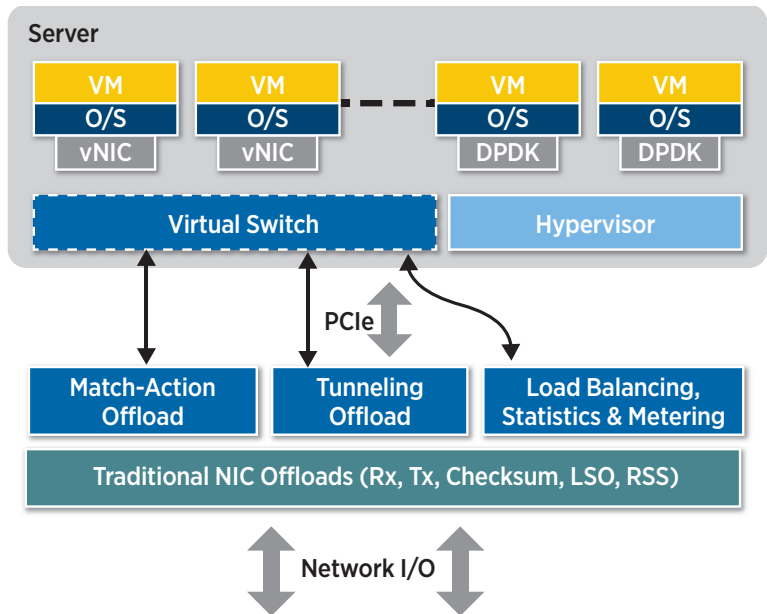 Server
VM
VM
VM
VM
O/S
O/S
O/S
O/S
vNIC
vNIC
DPDK
DPDK
Virtual Switch
Hypervisor
PCIe
Match-Action
Offload
Tunneling
Offload
Load Balancing,
Statistics & Metering
Traditional NIC Offloads (Rx, Tx, Checksum, LSO, RSS)
Network I/O